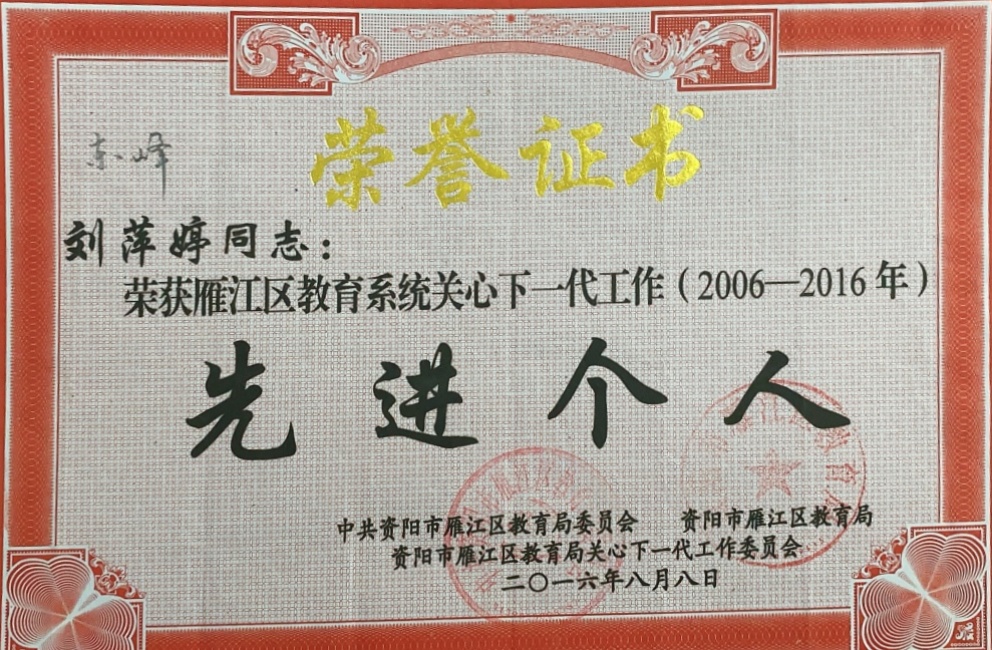 荣誉证书
东峰
刘萍婷同志：
荣获雁江区教育系统关心下一代工作（2006—2016年）
先进个人
中共资阳市雁江区教育局委员会 资阳市雁江区教育局
资阳市雁江区教育局关心下一代工作委员会
二〇一六年八月八日